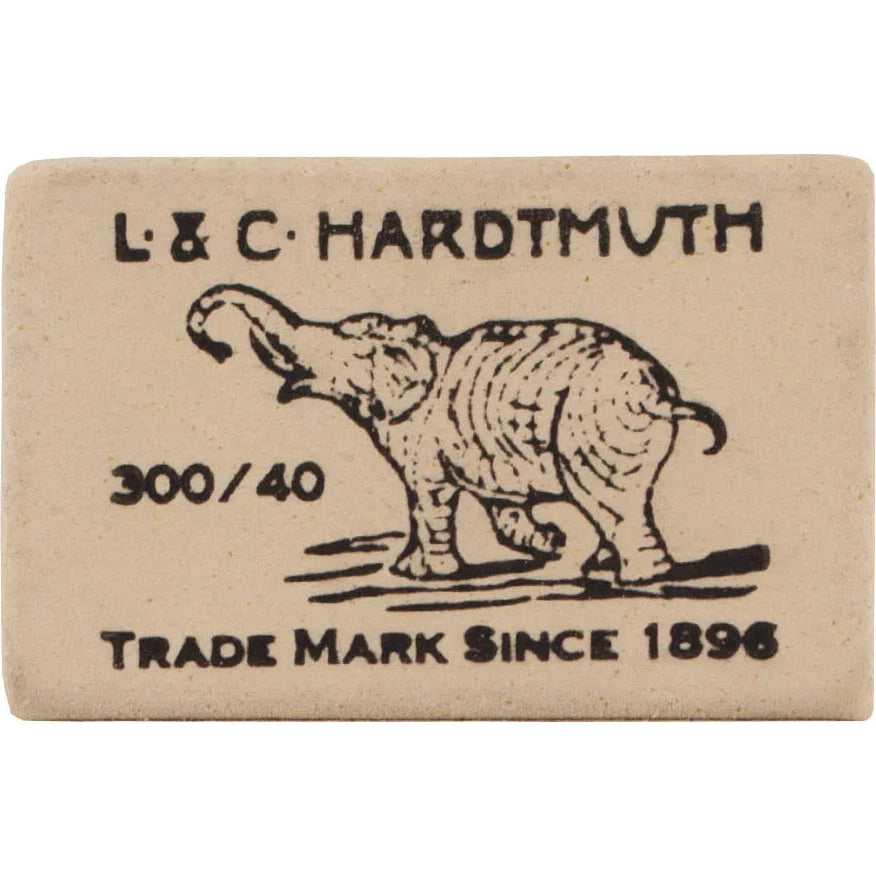 L. & C. HARDTMUTH
300/40
TRADE MARK SINCE 1896